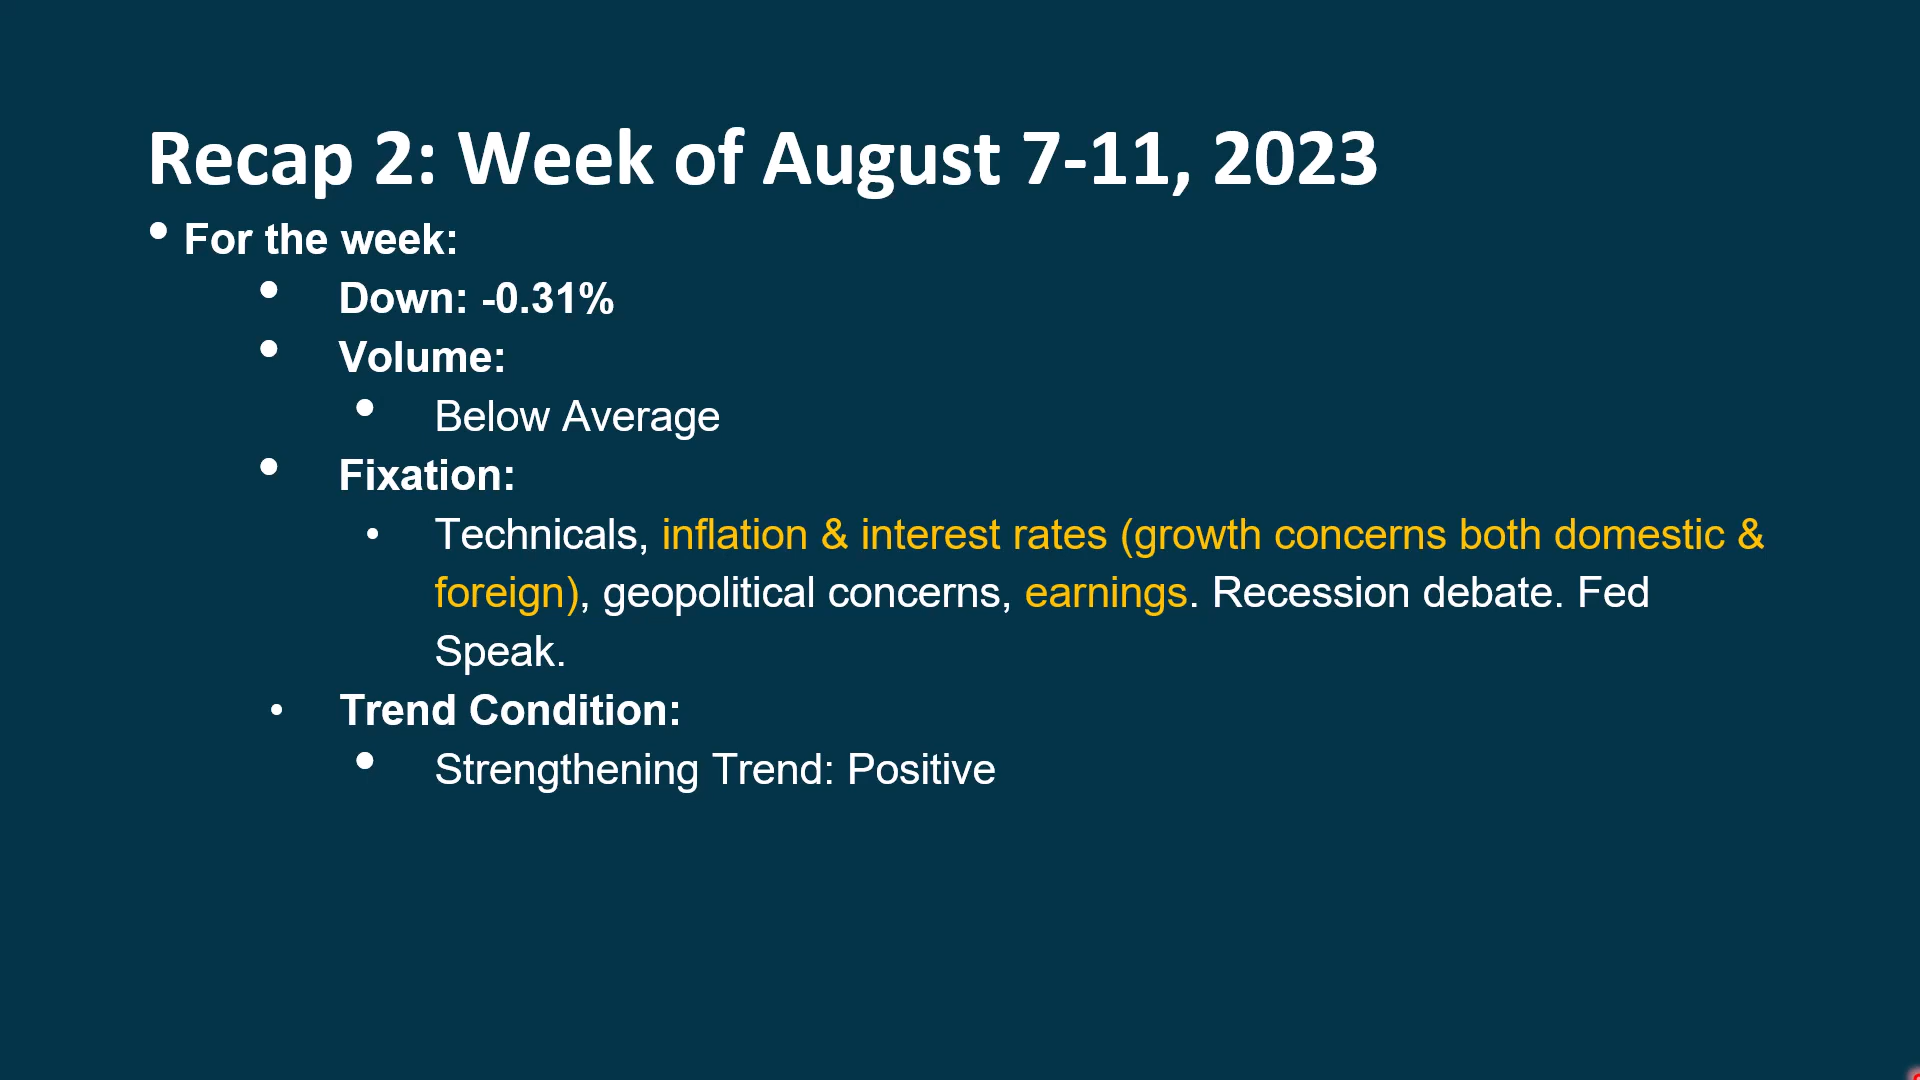 Recap 2: Week of August 7-11, 2023
• For the week:
• Down: -0.31%
• Volume:
• Below Average
• Fixation:
• Technicals, inflation & interest rates (growth concerns both domestic &
foreign), geopolitical concerns, earnings. Recession debate. Fed
Speak.
• Trend Condition:
• Strengthening Trend: Positive